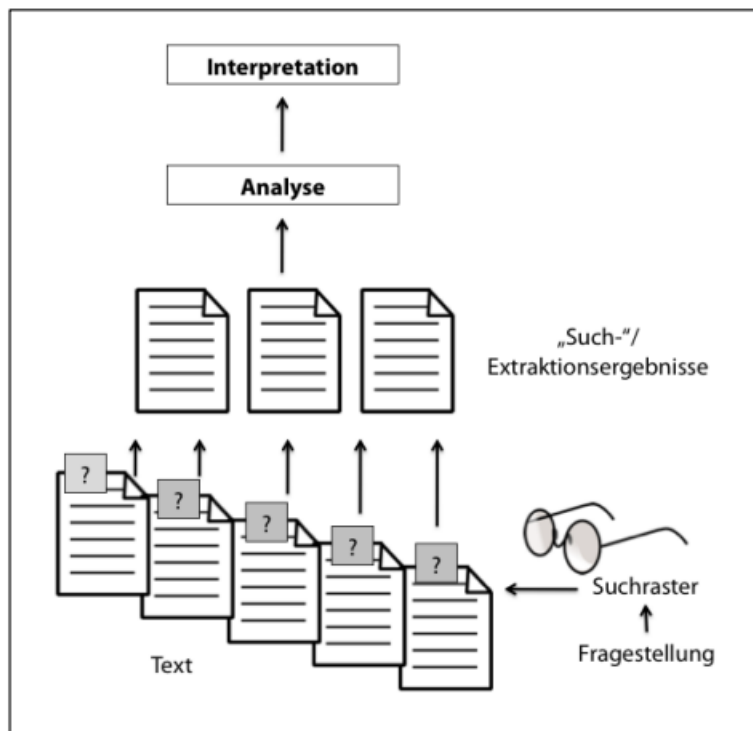 Interpretation
Analyse
„Such-“/
Extraktionsergebnisse
?
?
?
?
?
Suchraster
Fragestellung
Text